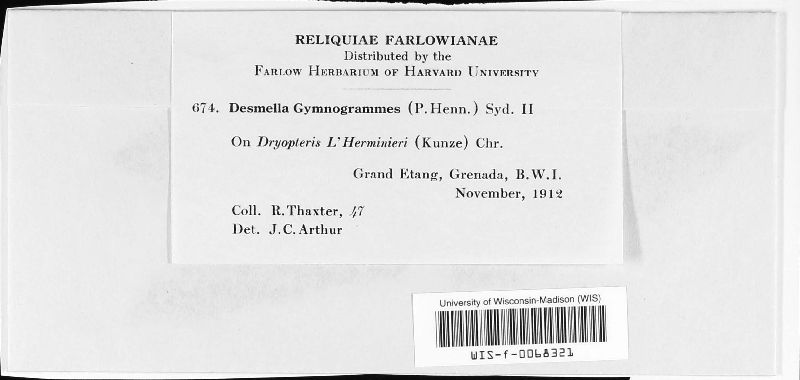 RELIQUIAE FARLOWIANAE
Distributed by the
FARLOW HERBARIUM OF HARVARD UNIVERSITY
674. Desmella Gymnogrammes (P. Henn.) Syd. II
On Dryopteris L'Herminieri (Kunze) Chr.
Grand Etang, Grenada, B.W.I.
November, 1912
Coll. R. Thaxter, 47
Det. J.C. Arthur
University of Wisconsin-Madison (WIS)
WIS-f-0068321